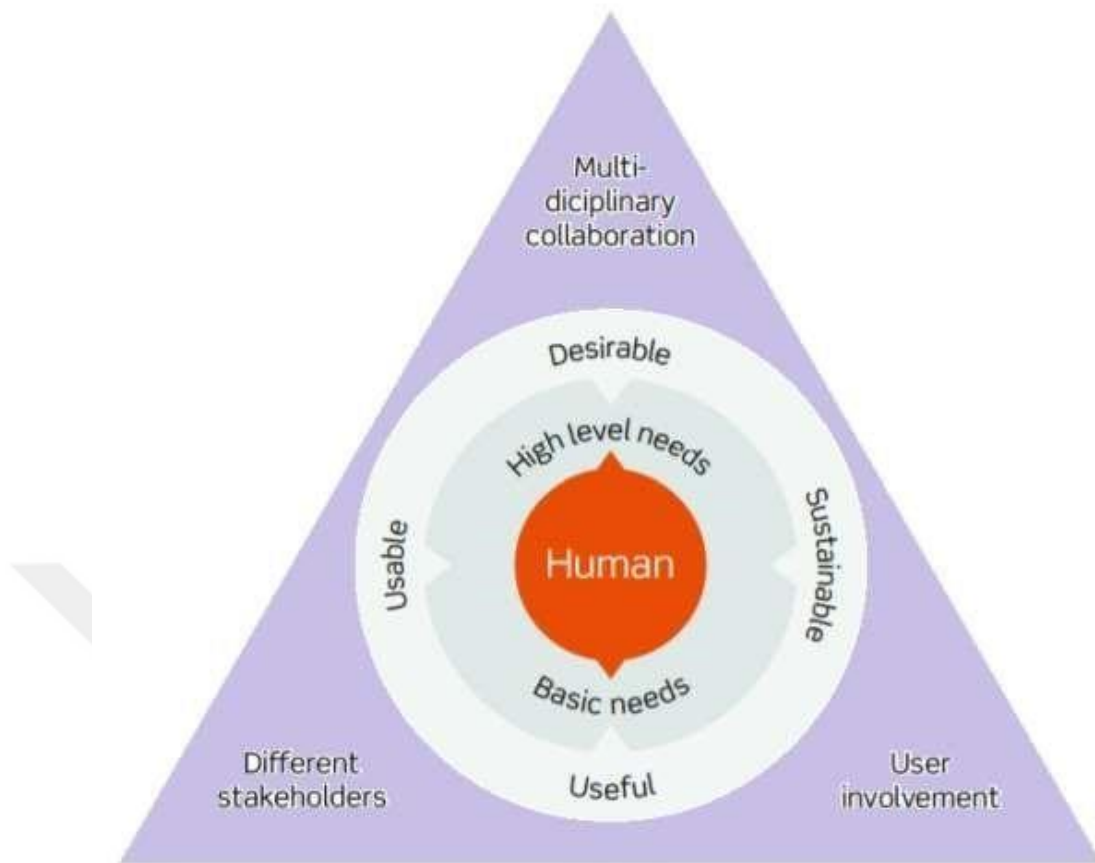 Multi-
diciplinary
collaboration
Desirable
High level needs
Usable
Human
Sustainable
Basic needs
Different
stakeholders
Useful
User
involvement